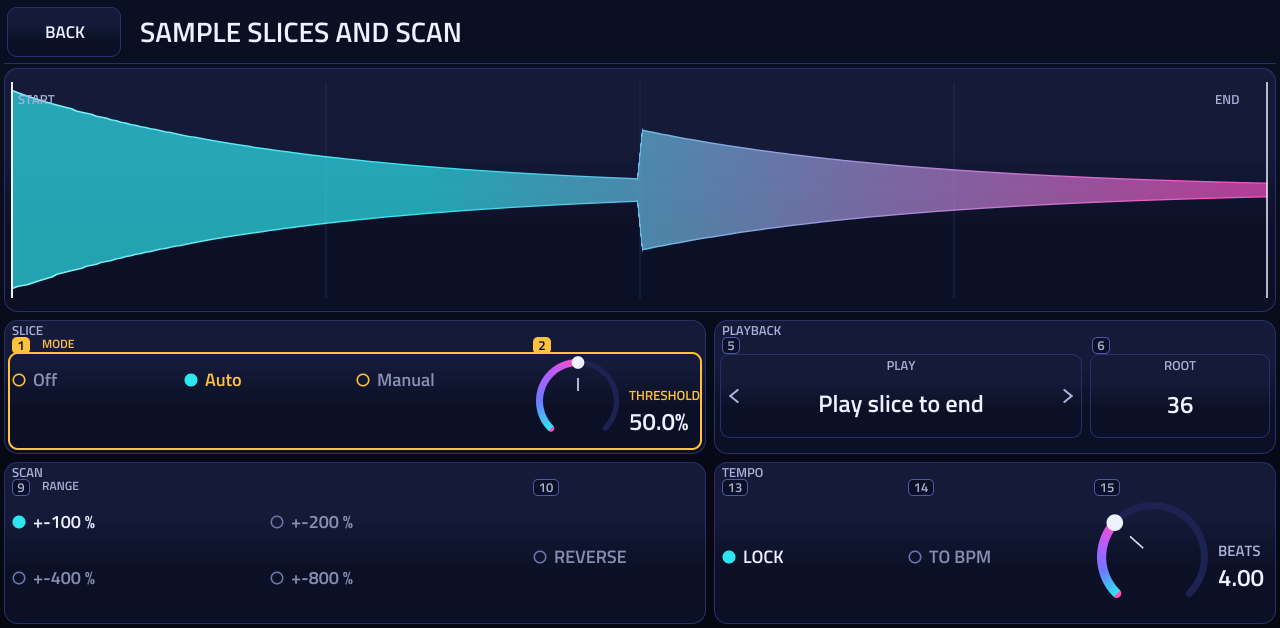 BACK
SAMPLE SLICES AND SCAN
START
END
SLICE
1 MODE
2
Off
Auto
Manual
THRESHOLD
50.0%
PLAYBACK
5
6
PLAY
Play slice to end
ROOT
36
SCAN
9 RANGE
10
+-100 %
+-200 %
+-400 %
+-800 %
REVERSE
TEMPO
13
14
15
LOCK
TO BPM
BEATS
4.00